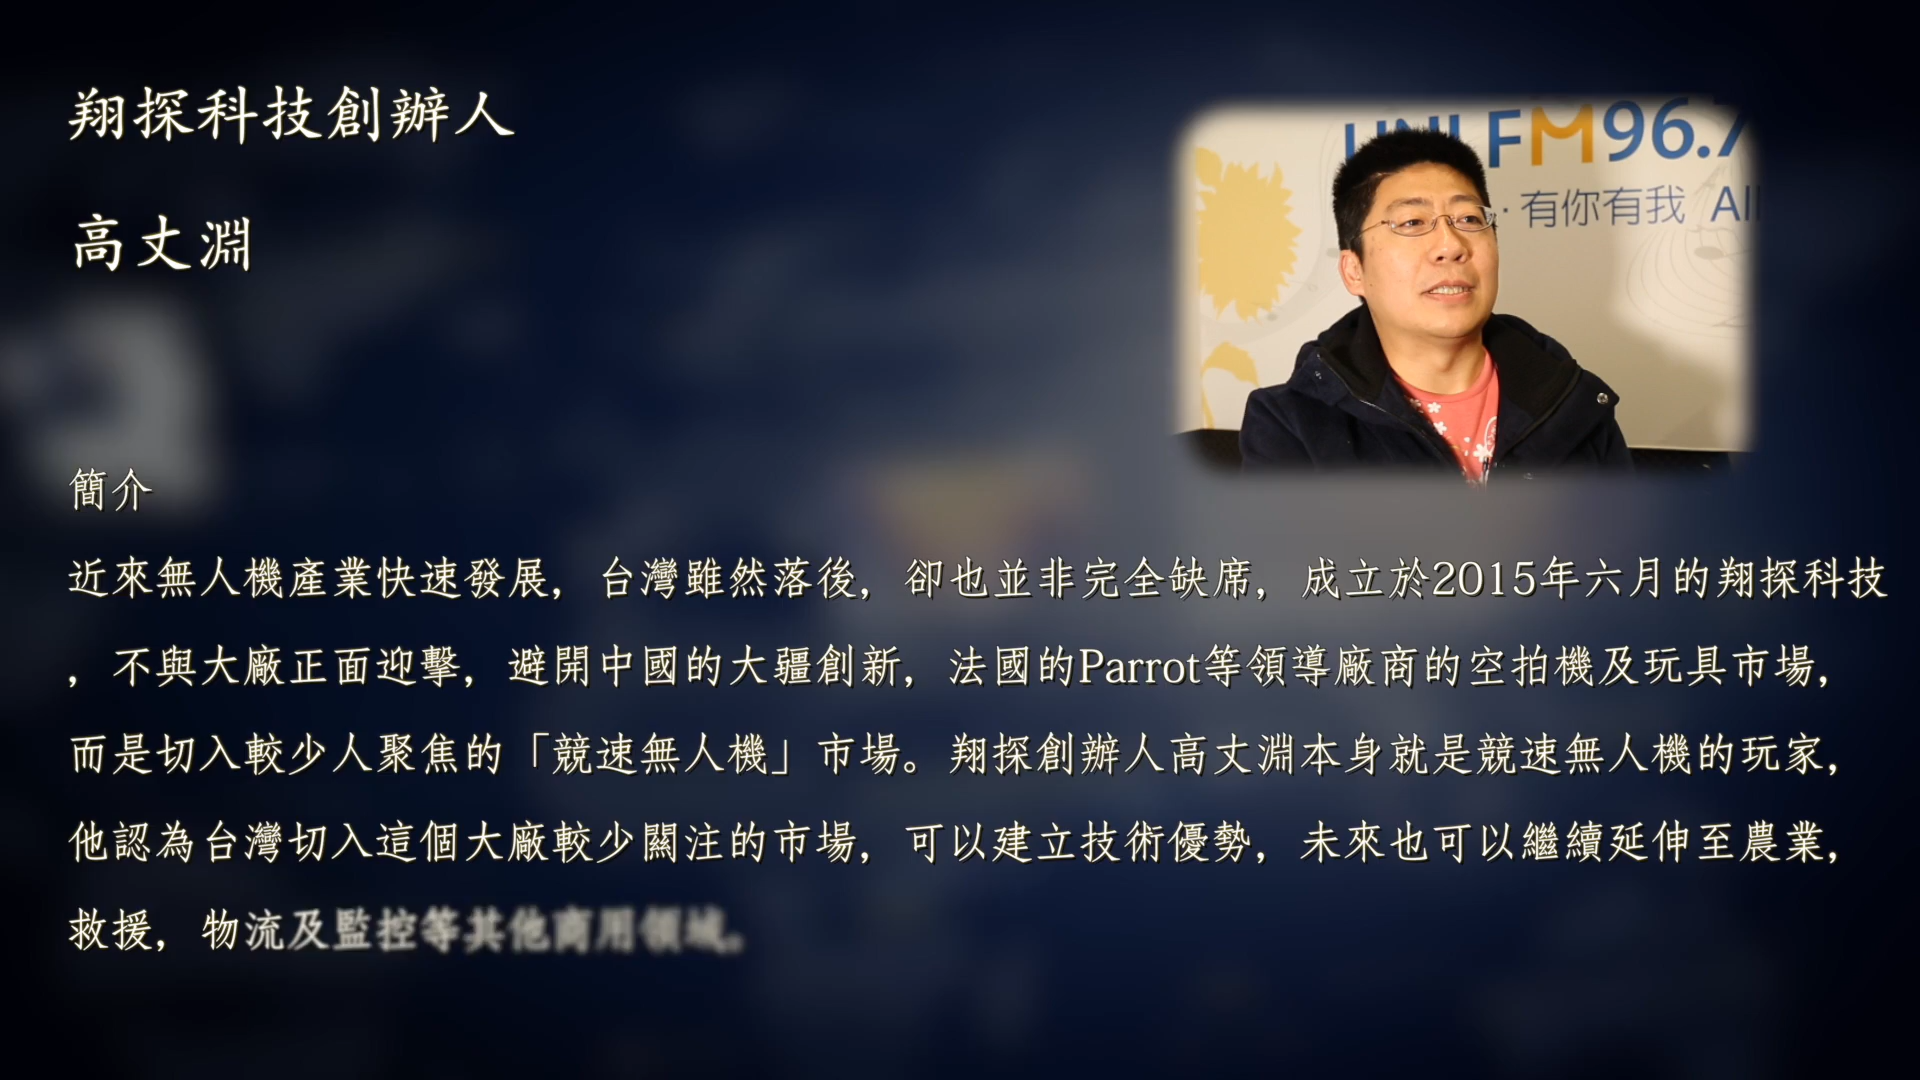 翔探科技創辦人
高丈淵
FM96.7
有你有我 All
簡介
近來無人機產業快速發展，台灣雖然落後，卻也並非完全缺席，成立於2015年六月的翔探科技
，不與大廠正面迎擊，避開中國的大疆創新，法國的Parrot等領導廠商的空拍機及玩具市場，
而是切入較少人聚焦的「競速無人機」市場。翔探創辦人高丈淵本身就是競速無人機的玩家，
他認為台灣切入這個大廠較少關注的市場，可以建立技術優勢，未來也可以繼續延伸至農業，
救援，物流及監控等其他商用領域。